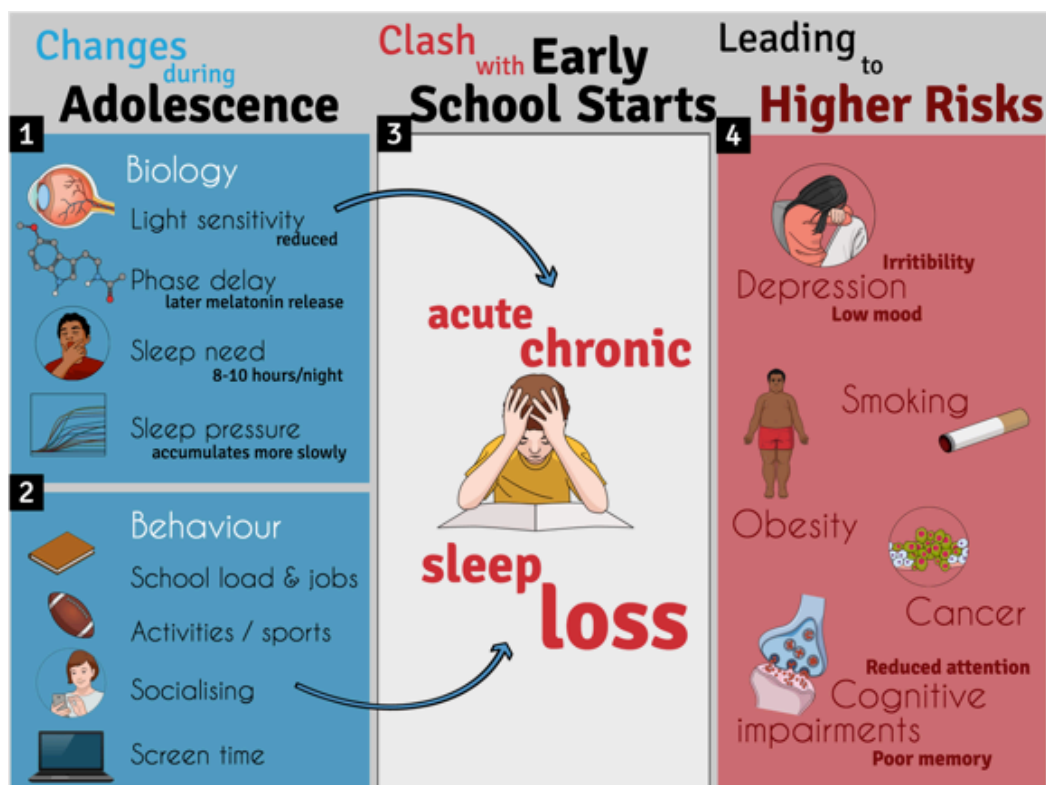 Changes
during
Adolescence
Clash
with Early
School Starts
Leading
to
Higher Risks
1
Biology
Light sensitivity
reduced
Phase delay
later melatonin release
Sleep need
8-10 hours/night
Sleep pressure
accumulates more slowly
2
Behaviour
School load & jobs
Activities / sports
Socialising
Screen time
3
acute
chronic
sleep
loss
4
Irritibility
Depression
Low mood
Smoking
Obesity
Cancer
Reduced attention
Cognitive
impairments
Poor memory